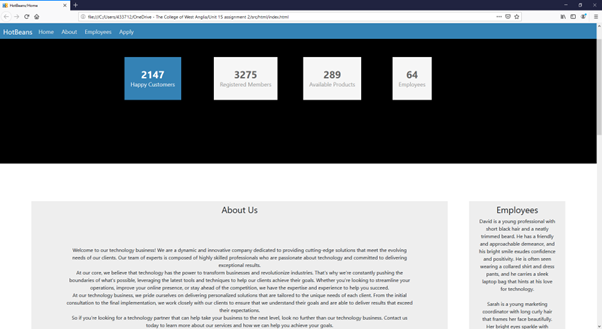 HotBeans/Home
file:///C:/Users/A33712/OneDrive - The College of West Anglia/Unit 15 assignment 2/src/html/index.html
HotBeans Home About Employees Apply
2147 3275 289 64
Happy Customers Registered Members Available Products Employees
About Us
Welcome to our technology business! We are a dynamic and innovative company dedicated to providing cutting-edge solutions that meet the evolving
needs of our clients. Our team of experts is composed of highly skilled professionals who are passionate about technology and committed to delivering
exceptional results.
At our core, we believe that technology has the power to transform businesses and revolutionize industries. That's why we're constantly pushing the
boundaries of what's possible, leveraging the latest tools and techniques to help our clients achieve their goals. Whether you're looking to streamline your
operations, improve your online presence, or stay ahead of the competition, we have the expertise and experience to help you succeed.
At our technology business, we pride ourselves on delivering personalized solutions that are tailored to the unique needs of each client. From the initial
consultation to the final implementation, we work closely with our clients to ensure that we understand their goals and are able to deliver results that exceed
their expectations.
So if you're looking for a technology partner that can help take your business to the next level, look no further than our technology business. Contact us
today to learn more about our services and how we can help you achieve your goals.
Employees
David is a young professional with
short black hair and a neatly
trimmed beard. He has a friendly
and approachable demeanor, and
his bright smile exudes confidence
and positivity. He is often seen
wearing a collared shirt and dress
pants, and he carries a sleek
laptop bag that hints at his love
for technology.
Sarah is a young marketing
coordinator with long curly hair
that frames her face beautifully.
Her bright eyes sparkle with